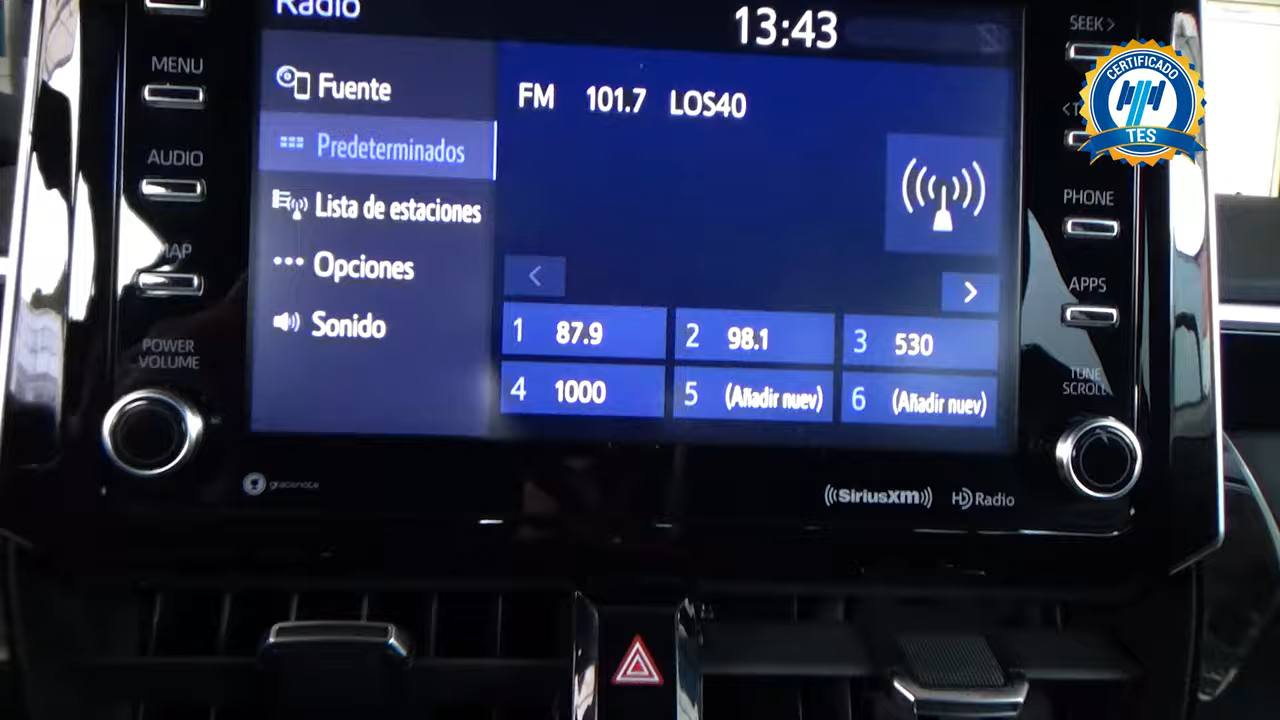 Radio
13:43
Fuente
Predeterminados
Lista de estaciones
Opciones
Sonido
FM 101.7 LOS40
1 87.9
2 98.1
3 530
4 1000
5 (Añadir nuev)
6 (Añadir nuev)
MENU
AUDIO
MAP
POWER
VOLUME
SEEK >
PHONE
APPS
TUNE
SCROLL
gracenote
SiriusXM
HD Radio
CERTIFICADO
TES